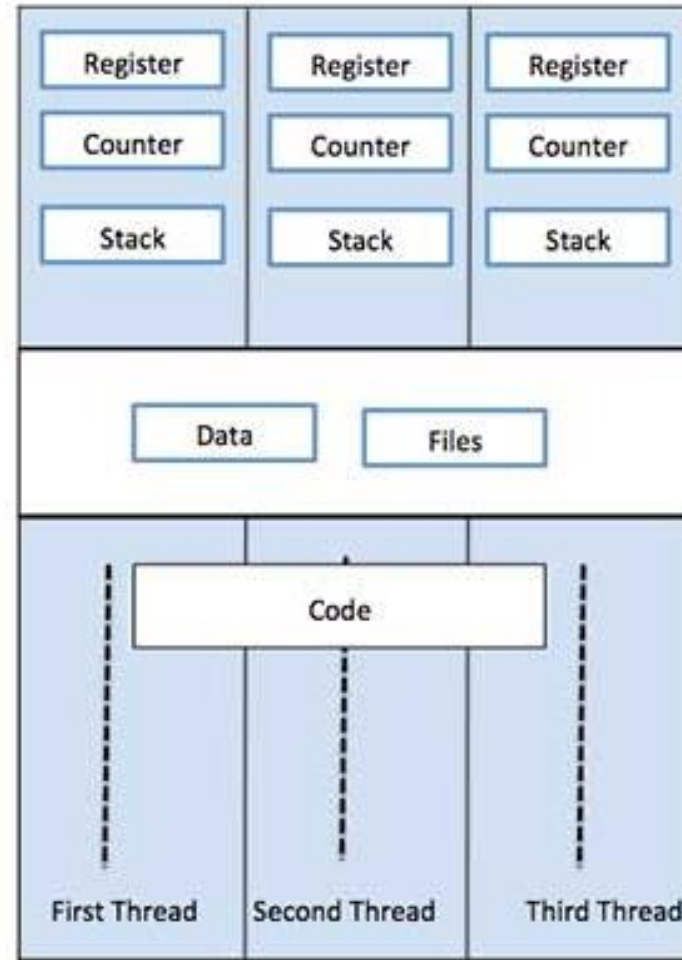 Register Register Register
Counter Counter Counter
Stack Stack Stack
Data Files
Code
First Thread Second Thread Third Thread